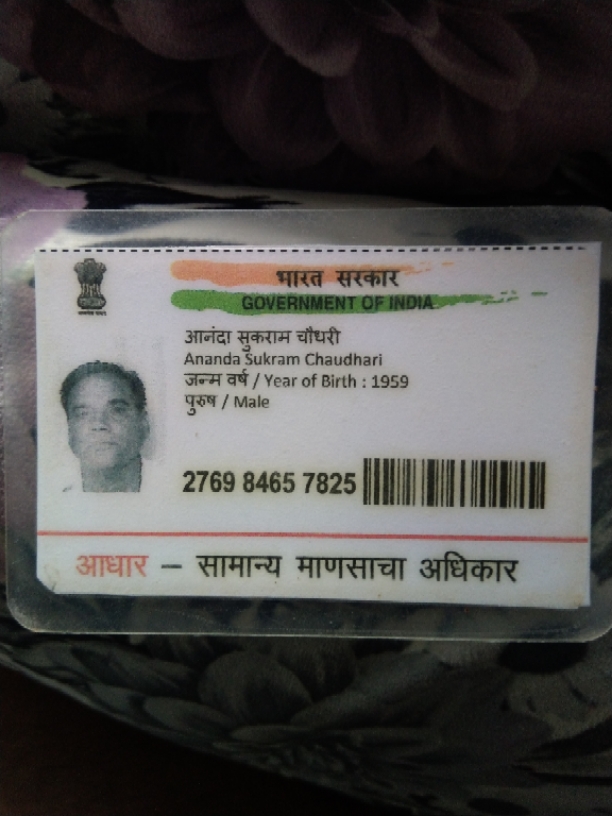 भारत सरकार
GOVERNMENT OF INDIA
आनंदा सुकराम चौधरी
Ananda Sukram Chaudhari
जन्म वर्ष / Year of Birth : 1959
पुरुष / Male
2769 8465 7825
आधार – सामान्य माणसाचा अधिकार